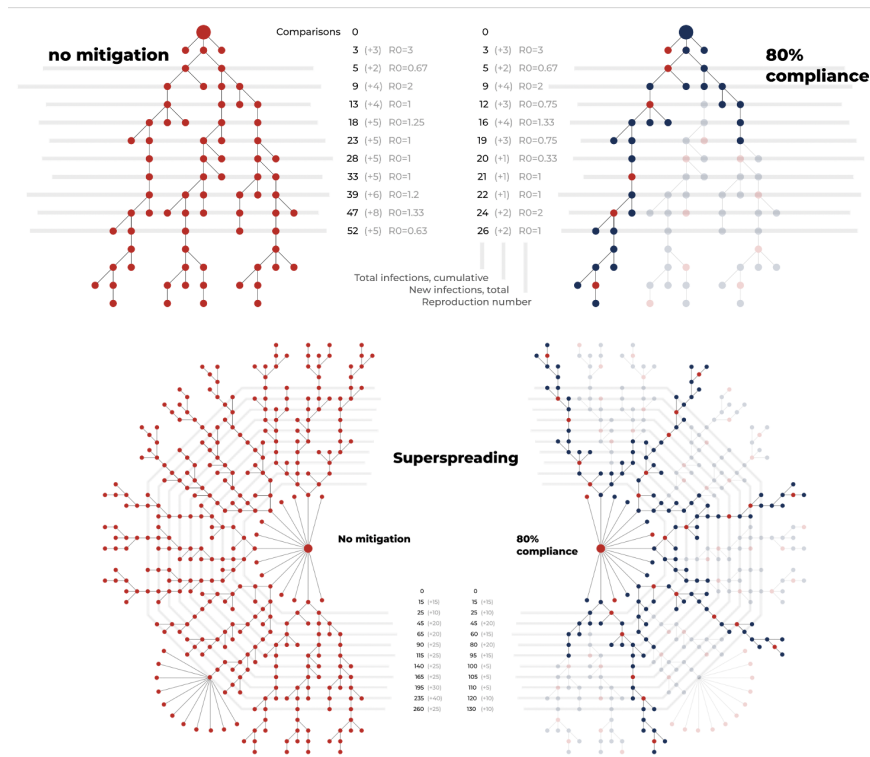 no mitigation
Comparisons 0
3 (+3) R0=3
5 (+2) R0=0.67
9 (+4) R0=2
13 (+4) R0=1
18 (+5) R0=1.25
23 (+5) R0=1
28 (+5) R0=1
33 (+5) R0=1
39 (+6) R0=1.2
47 (+8) R0=1.33
52 (+5) R0=0.63
0
3 (+3) R0=3
5 (+2) R0=0.67
9 (+4) R0=2
12 (+3) R0=0.75
16 (+4) R0=1.33
19 (+3) R0=0.75
20 (+1) R0=0.33
21 (+1) R0=1
22 (+1) R0=1
24 (+2) R0=2
26 (+2) R0=1
80%
compliance
Total infections, cumulative
New infections, total
Reproduction number
Superspreading
No mitigation
80%
compliance
0
15 (+15)
25 (+10)
45 (+20)
65 (+20)
90 (+25)
115 (+25)
140 (+25)
165 (+25)
195 (+30)
235 (+40)
260 (+25)
0
15 (+15)
25 (+10)
45 (+20)
60 (+15)
80 (+20)
95 (+15)
100 (+5)
105 (+5)
110 (+5)
120 (+10)
130 (+10)